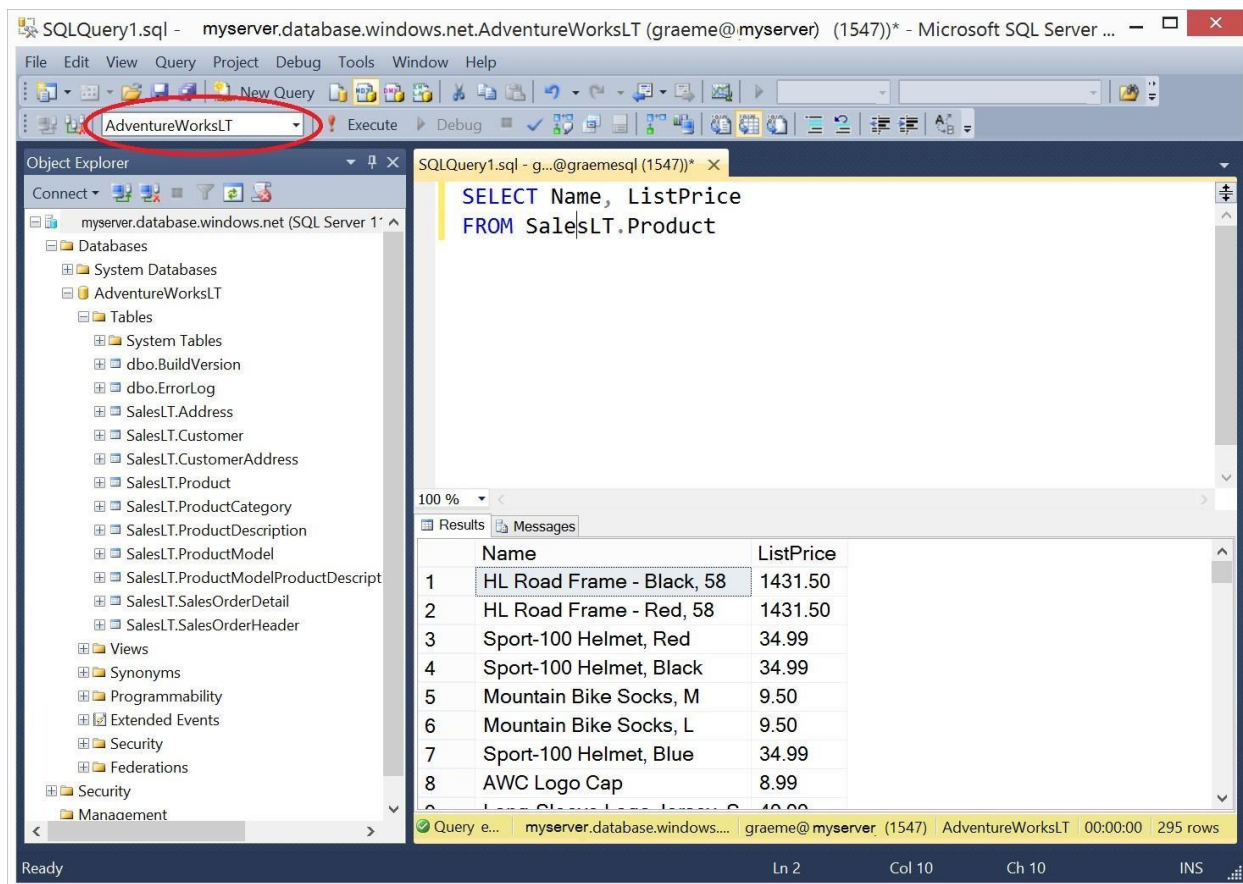 SQLQuery1.sql - myserver.database.windows.net.AdventureWorksLT (graeme@myserver) (1547))* - Microsoft SQL Server ...
File Edit View Query Project Debug Tools Window Help
New Query
AdventureWorksLT Execute Debug
Object Explorer
Connect
myserver.database.windows.net (SQL Server 1
Databases
System Databases
AdventureWorksLT
Tables
System Tables
dbo.BuildVersion
dbo.ErrorLog
SalesLT.Address
SalesLT.Customer
SalesLT.CustomerAddress
SalesLT.Product
SalesLT.ProductCategory
SalesLT.ProductDescription
SalesLT.ProductModel
SalesLT.ProductModelProductDescript
SalesLT.SalesOrderDetail
SalesLT.SalesOrderHeader
Views
Synonyms
Programmability
Extended Events
Security
Federations
Security
Management
SQLQuery1.sql - g...@graemesql (1547))*
SELECT Name, ListPrice
FROM SalesLT.Product
100 %
Results Messages
Name ListPrice
1 HL Road Frame - Black, 58 1431.50
2 HL Road Frame - Red, 58 1431.50
3 Sport-100 Helmet, Red 34.99
4 Sport-100 Helmet, Black 34.99
5 Mountain Bike Socks, M 9.50
6 Mountain Bike Socks, L 9.50
7 Sport-100 Helmet, Blue 34.99
8 AWC Logo Cap 8.99
Query e... myserver.database.windows.... graeme@myserver (1547) AdventureWorksLT 00:00:00 295 rows
Ready Ln 2 Col 10 Ch 10 INS